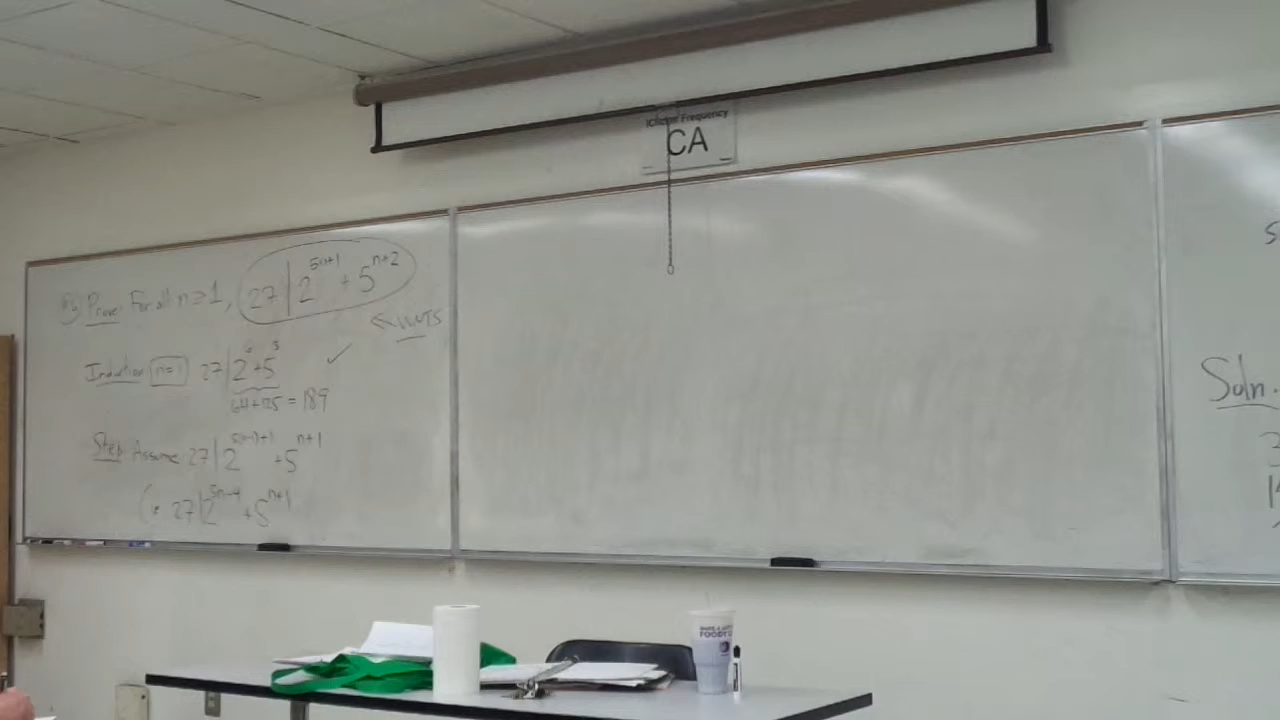 iClicker Frequency
CA
Prove: For all n ≥ 1, 27 | 2^{5n+1} + 5^{n+2}
← WNTS
Induction n=1 27 | 2^6 + 5^3 ✓
64+125 = 189
Step: Assume 27 | 2^{5(n-1)+1} + 5^{n+1}
27 | 2^{5n-4} + 5^{n+1}
Soln.